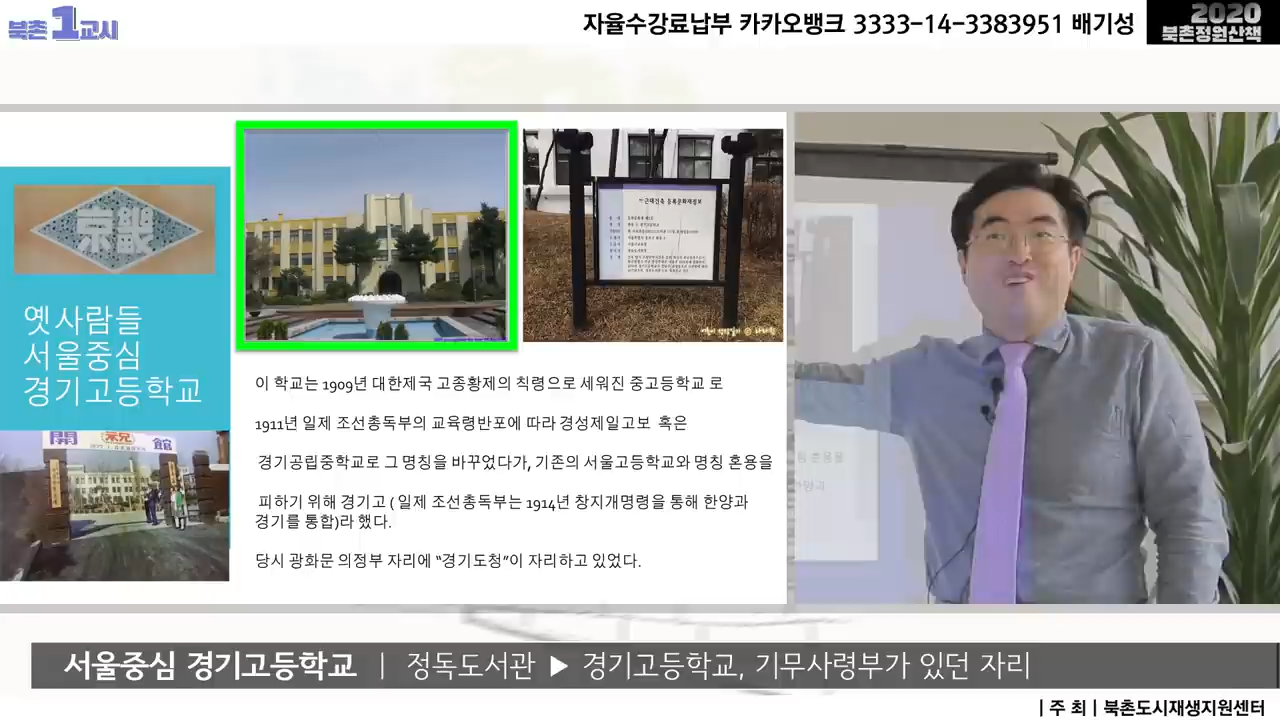 북촌 1교시
자율수강료납부 카카오뱅크 3333-14-3383951 배기성
2020
북촌정원산책
옛사람들
서울중심
경기고등학교
開 館
이 학교는 1909년 대한제국 고종황제의 칙령으로 세워진 중고등학교 로
1911년 일제 조선총독부의 교육령반포에 따라 경성제일고보 혹은
경기공립중학교로 그 명칭을 바꾸었다가, 기존의 서울고등학교와 명칭 혼용을
피하기 위해 경기고 ( 일제 조선총독부는 1914년 창지개명령을 통해 한양과
경기를 통합)라 했다.
당시 광화문 의정부 자리에 "경기도청"이 자리하고 있었다.
서울중심 경기고등학교 | 정독도서관 ▶ 경기고등학교, 기무사령부가 있던 자리
| 주 최 | 북촌도시재생지원센터